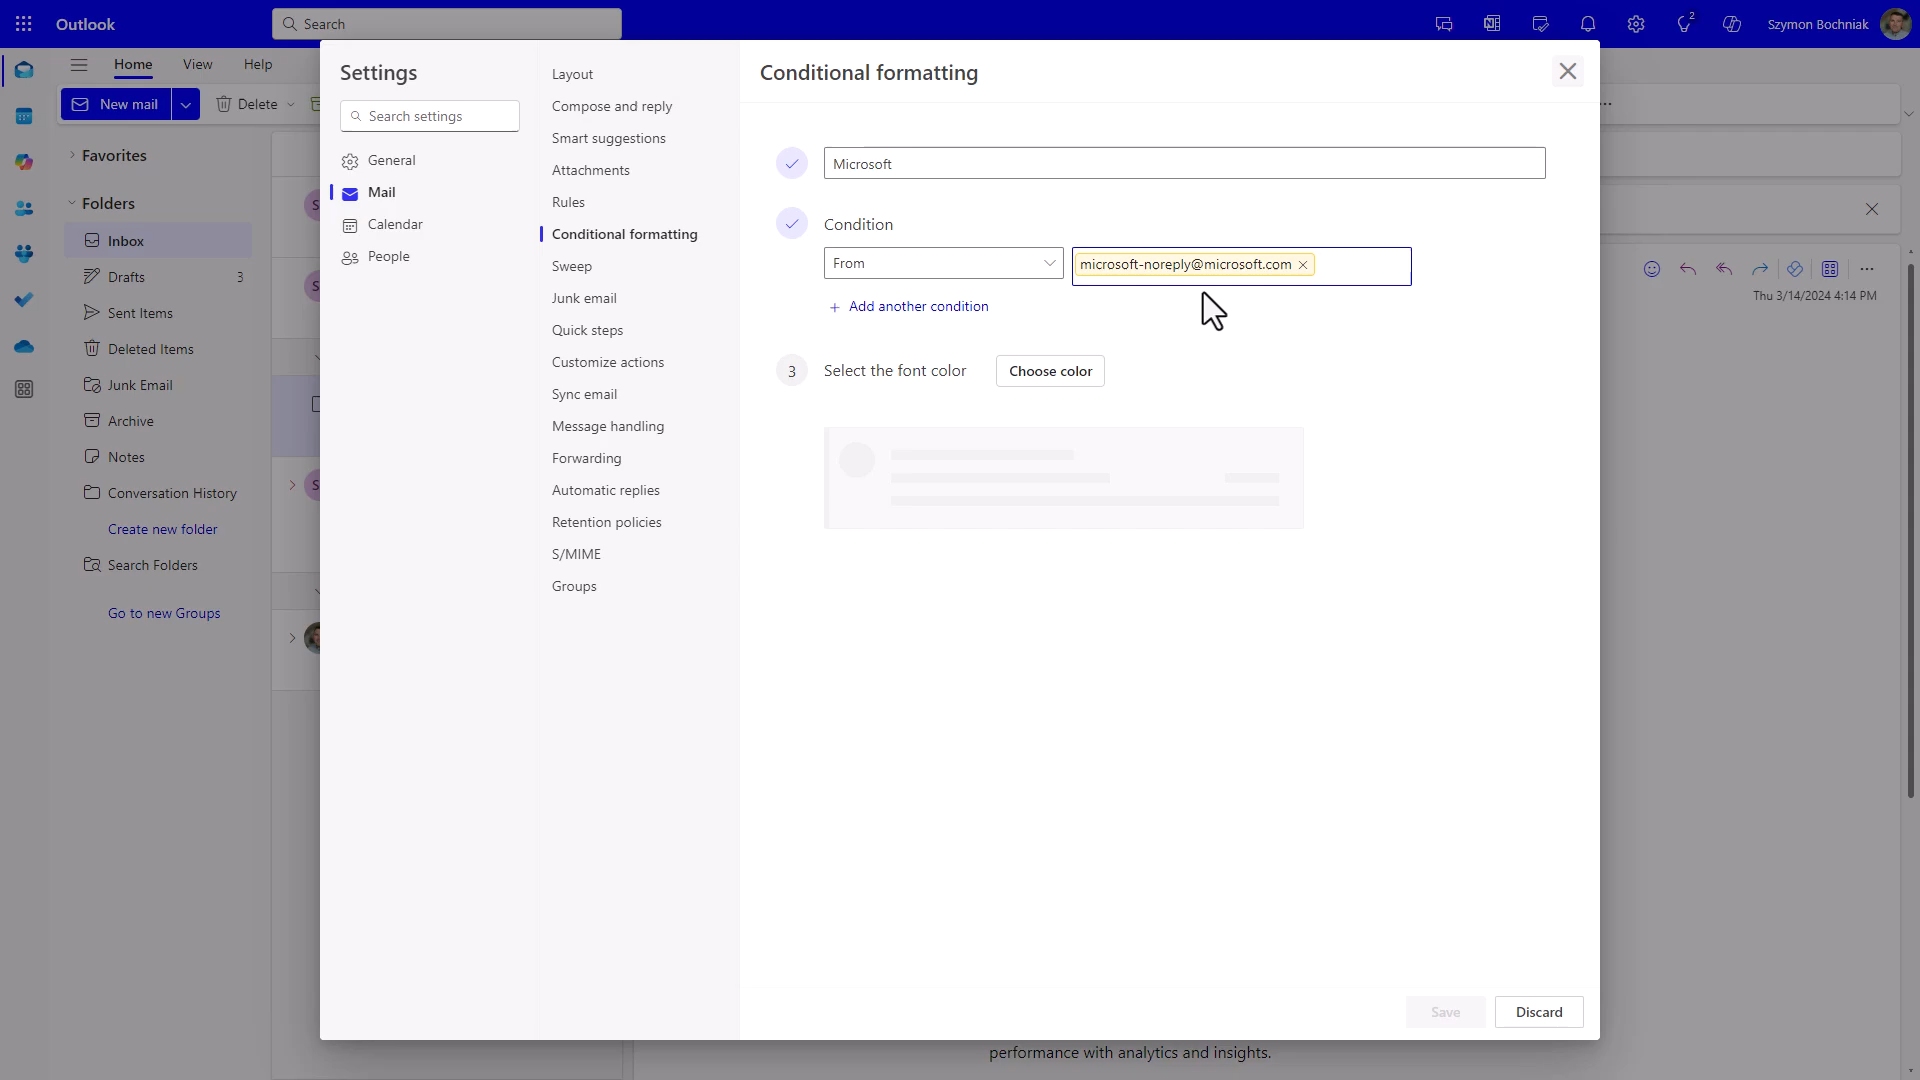 Outlook
Search
2
Szymon Bochniak
Home
View
Help
New mail
Delete
Favorites
Folders
Inbox
Drafts
3
Sent Items
Deleted Items
Junk Email
Archive
Notes
Conversation History
Create new folder
Search Folders
Go to new Groups
S
S
S
Settings
Search settings
General
Mail
Calendar
People
Layout
Compose and reply
Smart suggestions
Attachments
Rules
Conditional formatting
Sweep
Junk email
Quick steps
Customize actions
Sync email
Message handling
Forwarding
Automatic replies
Retention policies
S/MIME
Groups
Conditional formatting
Microsoft
Condition
From
microsoft-noreply@microsoft.com
Add another condition
3
Select the font color
Choose color
Save
Discard
Thu 3/14/2024 4:14 PM
performance with analytics and insights.